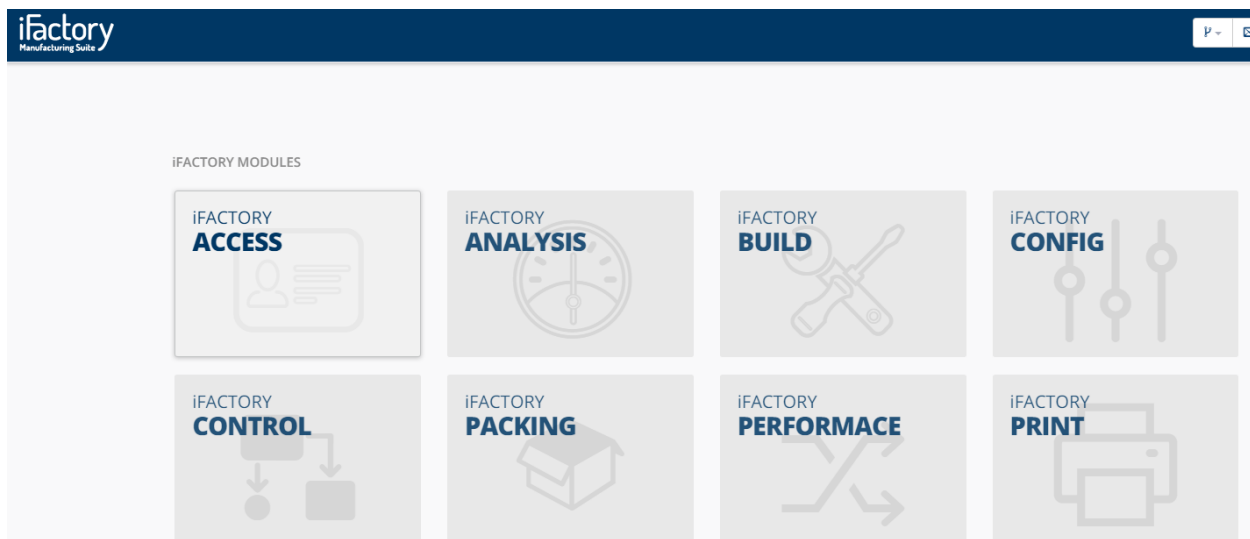 iFactory
Manufacturing Suite
iFACTORY MODULES
iFACTORY
ACCESS
iFACTORY
ANALYSIS
iFACTORY
BUILD
iFACTORY
CONFIG
iFACTORY
CONTROL
iFACTORY
PACKING
iFACTORY
PERFORMACE
iFACTORY
PRINT